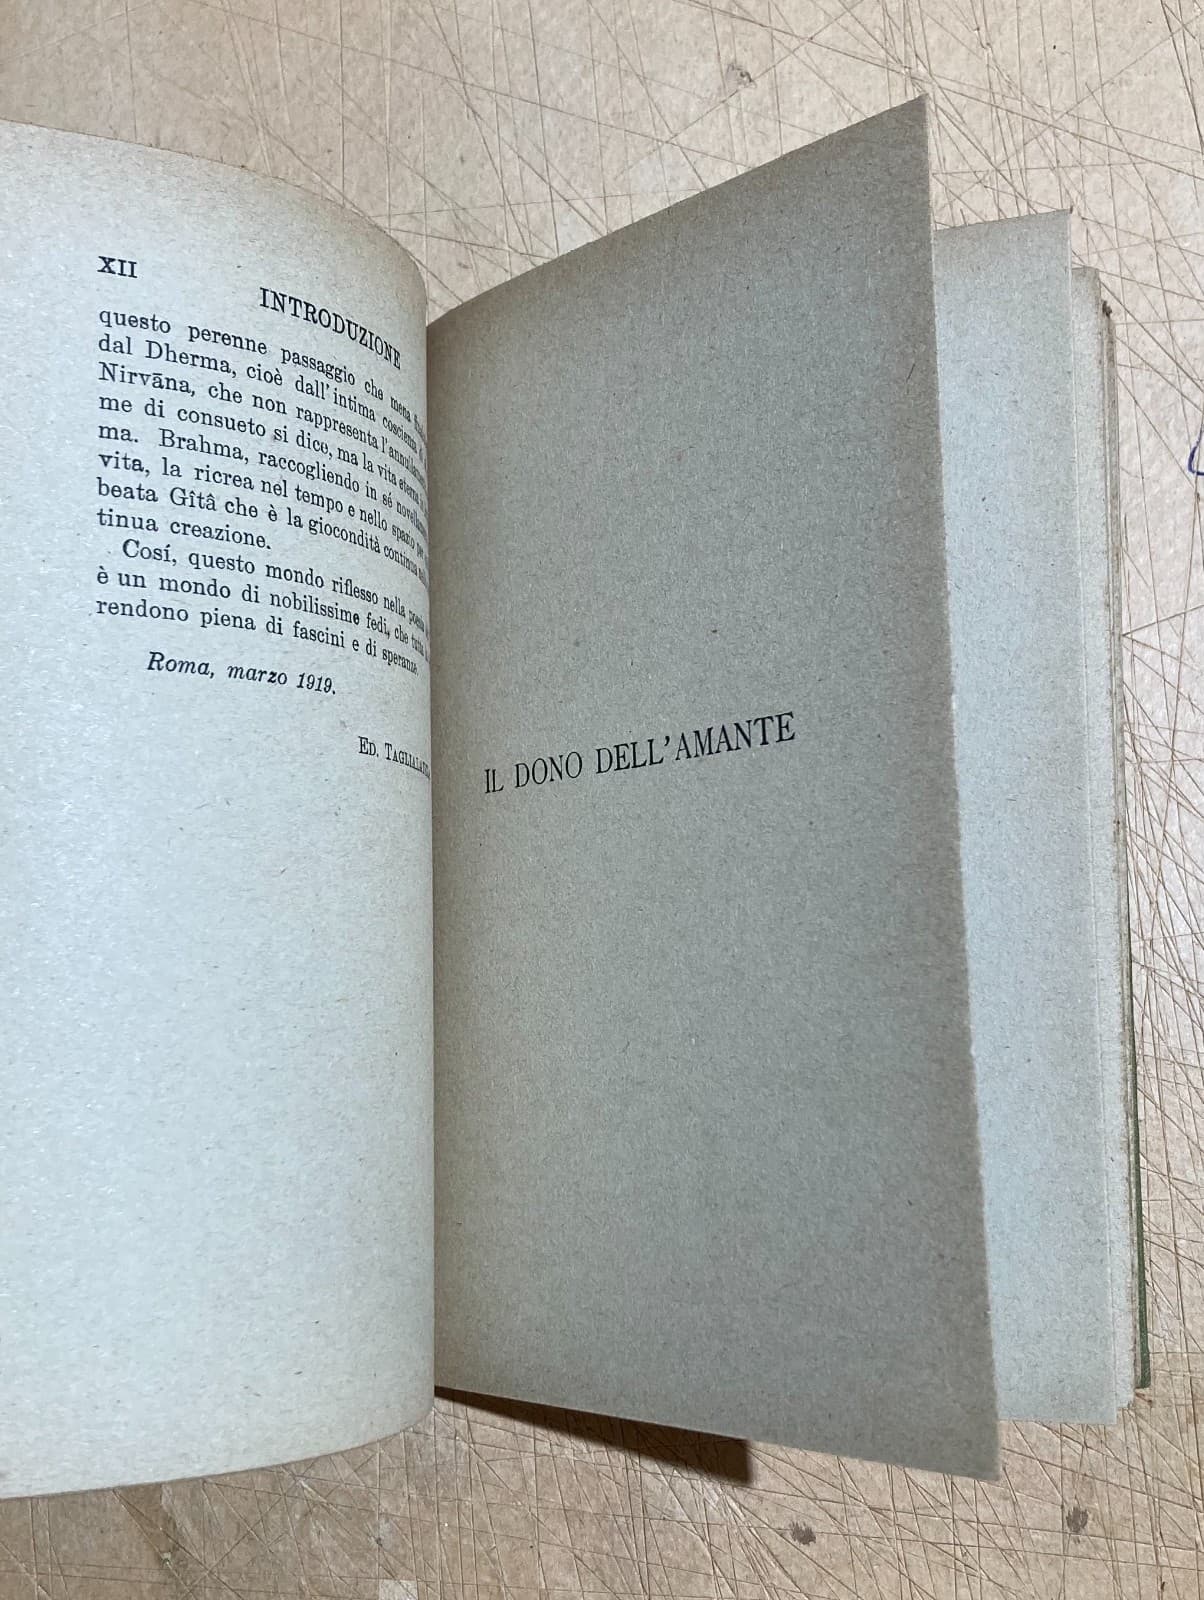 XII
INTRODUZIONE
questo perenne passaggio che mena
dal Dherma, cioè dall'intima coscienza
Nirvāna, che non rappresenta l'annullamento
me di consueto si dice, ma la vita eterna
ma. Brahma, raccogliendo in sé
vita, la ricrea nel tempo e nello spazio per
beata Gîtâ che è la giocondità continua
tinua creazione.
Cosí, questo mondo riflesso nella poesia
è un mondo di nobilissime fedi, che tutta
rendono piena di fascini e di speranze.
Roma, marzo 1919.
ED.
IL DONO DELL'AMANTE